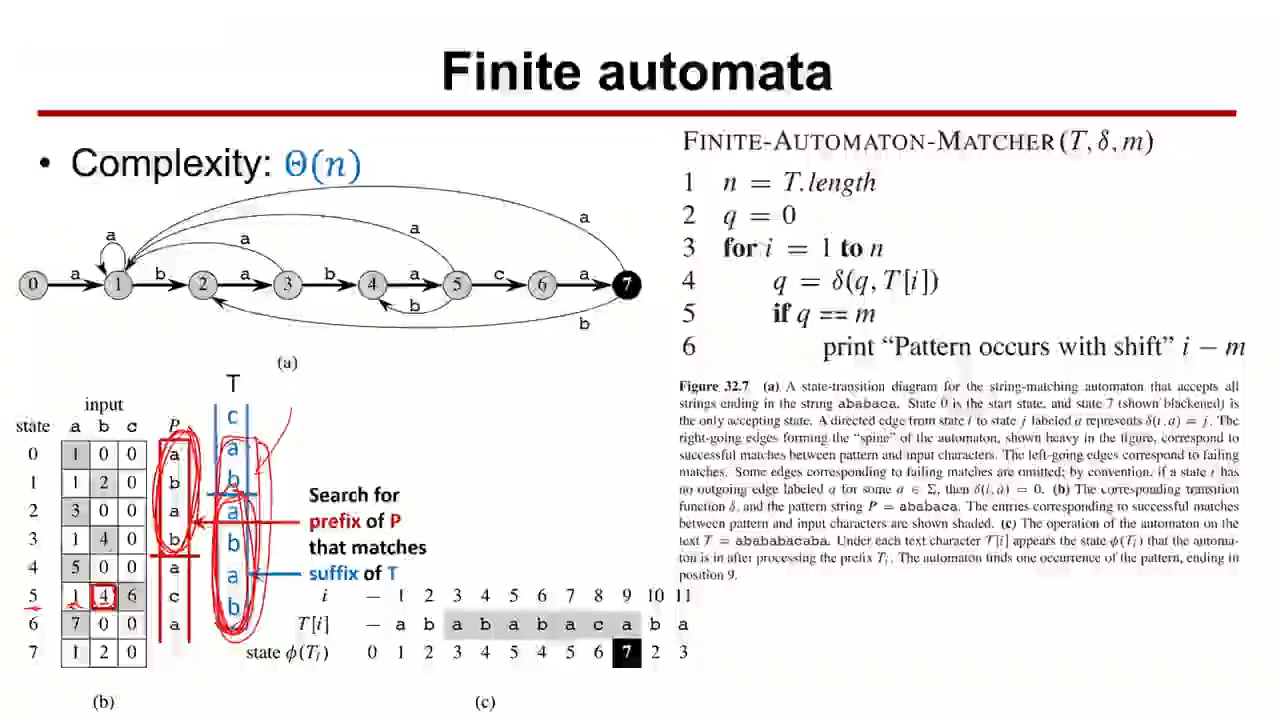 Finite automata
• Complexity: Θ(n)
a
a
a
a
a b a b a c a
0 1 2 3 4 5 6 7
b
b
(a)
FINITE-AUTOMATON-MATCHER(T, δ, m)
1 n = T.length
2 q = 0
3 for i = 1 to n
4 q = δ(q, T[i])
5 if q == m
6 print “Pattern occurs with shift” i − m
Figure 32.7 (a) A state-transition diagram for the string-matching automaton that accepts all
strings ending in the string ababaca. State 0 is the start state, and state 7 (shown blackened) is
the only accepting state. A directed edge from state i to state j labeled a represents δ(i, a) = j. The
right-going edges forming the “spine” of the automaton, shown heavy in the figure, correspond to
successful matches between pattern and input characters. The left-going edges correspond to failing
matches. Some edges corresponding to failing matches are omitted; by convention, if a state i has
no outgoing edge labeled a for some a ∈ Σ, then δ(i, a) = 0. (b) The corresponding transition
function δ, and the pattern string P = ababaca. The entries corresponding to successful matches
between pattern and input characters are shown shaded. (c) The operation of the automaton on the
text T = abababacaba. Under each text character T[i] appears the state ϕ(Ti) that the automa-
ton is in after processing the prefix Ti. The automaton finds one occurrence of the pattern, ending in
position 9.
input
state a b c P
0 1 0 0 a
1 1 2 0 b
2 3 0 0 a
3 1 4 0 b
4 5 0 0 a
5 1 4 6 c
6 7 0 0 a
7 1 2 0
(b)
T
c
a
b
a
b
a
b
Search for
prefix of P
that matches
suffix of T
i — 1 2 3 4 5 6 7 8 9 10 11
T[i] — a b a b a b a c a b a
state ϕ(Ti) 0 1 2 3 4 5 4 5 6 7 2 3
(c)